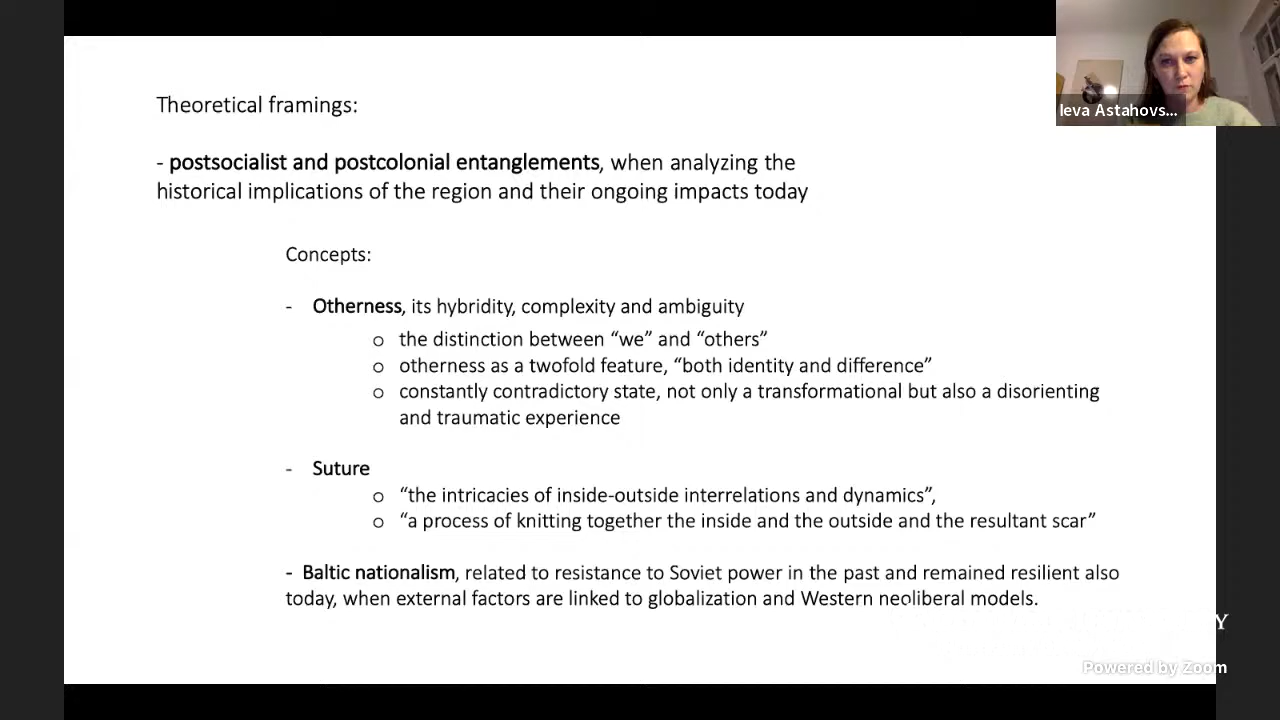 Theoretical framings:
- postsocialist and postcolonial entanglements, when analyzing the
historical implications of the region and their ongoing impacts today
Concepts:
- Otherness, its hybridity, complexity and ambiguity
o the distinction between “we” and “others”
o otherness as a twofold feature, “both identity and difference”
o constantly contradictory state, not only a transformational but also a disorienting
and traumatic experience
- Suture
o “the intricacies of inside-outside interrelations and dynamics”,
o “a process of knitting together the inside and the outside and the resultant scar”
- Baltic nationalism, related to resistance to Soviet power in the past and remained resilient also
today, when external factors are linked to globalization and Western neoliberal models.
Ieva Astahovs...
Y
Powered by Zoom